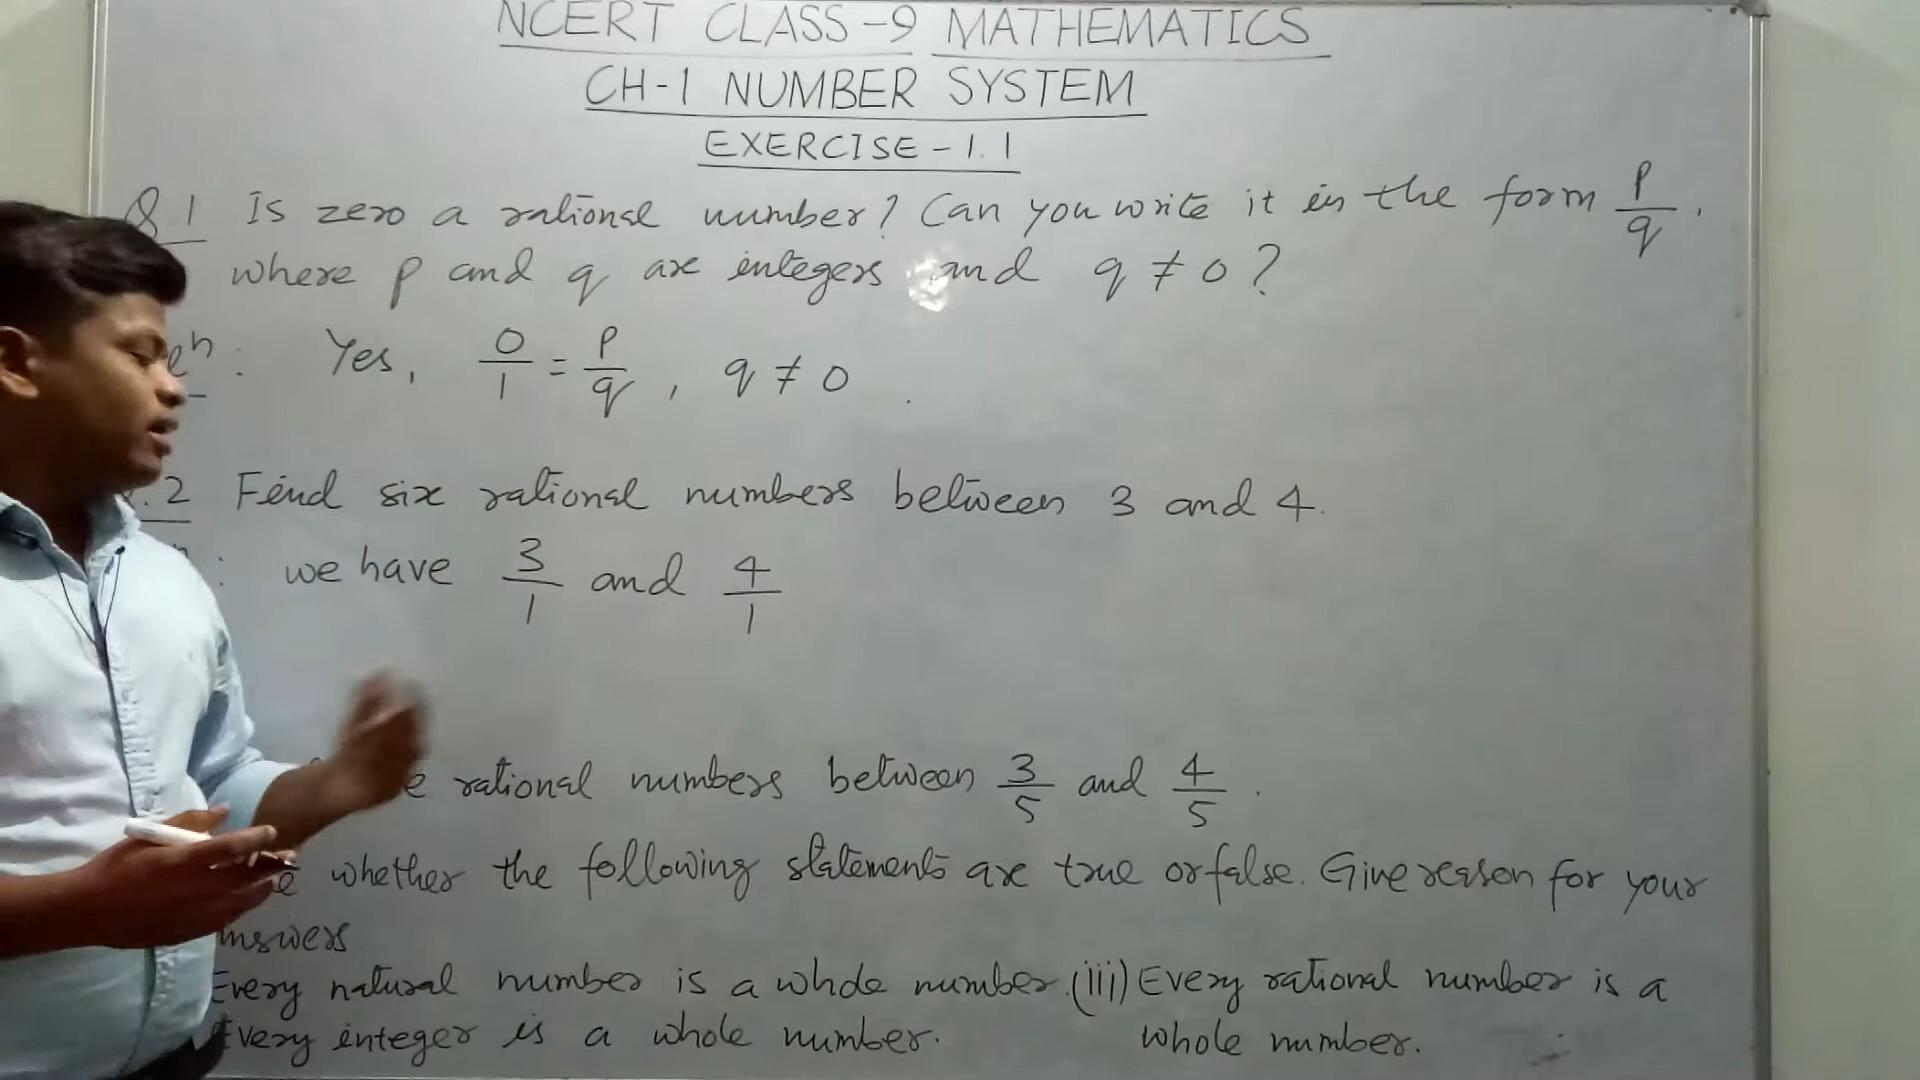 NCERT CLASS-9 MATHEMATICS
CH-1 NUMBER SYSTEM
EXERCISE-1.1
Q.1 Is zero a rational number? Can you write it in the form p/q,
where p and q are integers and q ≠ 0?
Yes, 0/1 = p/q, q ≠ 0
.2 Find six rational numbers between 3 and 4.
: we have 3/1 and 4/1
rational numbers between 3/5 and 4/5.
whether the following statements are true or false. Give reason for your
nswers
Every natural number is a whole number. (iii) Every rational number is a
Every integer is a whole number. whole number.